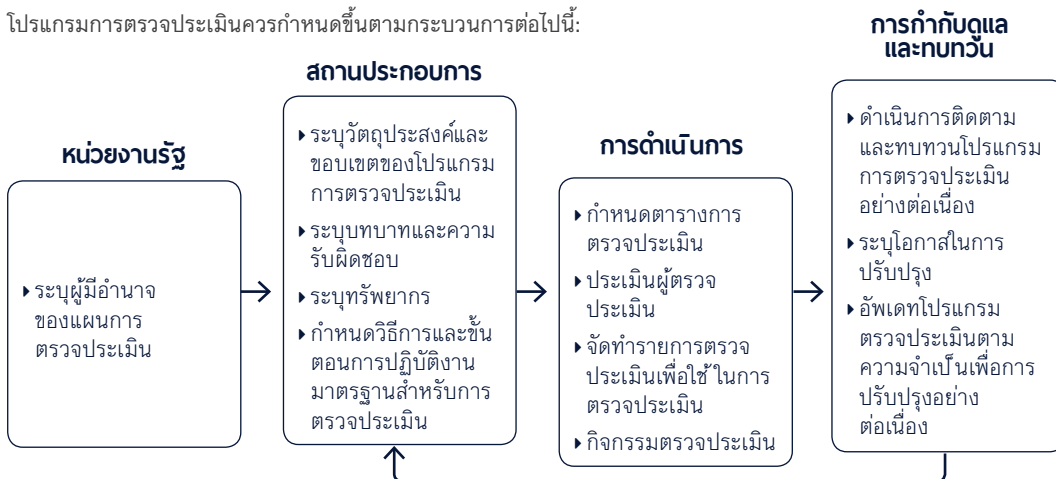 โปรแกรมการตรวจประเมินควรกำหนดขึ้นตามกระบวนการต่อไปนี้:
หน่วยงานรัฐ
▸ ระบุผู้มีอำนาจ
ของแผนการ
ตรวจประเมิน
สถานประกอบการ
▸ ระบุวัตถุประสงค์และ
ขอบเขตของโปรแกรม
การตรวจประเมิน
▸ ระบุบทบาทและความ
รับผิดชอบ
▸ ระบุทรัพยากร
▸ กำหนดวิธีการและขั้น
ตอนการปฏิบัติงาน
มาตรฐานสำหรับการ
ตรวจประเมิน
การดำเนินการ
▸ กำหนดตารางการ
ตรวจประเมิน
▸ ประเมินผู้ตรวจ
ประเมิน
▸ จัดทำรายการตรวจ
ประเมินเพื่อใช้ในการ
ตรวจประเมิน
▸ กิจกรรมตรวจประเมิน
การกำกับดูแล
และทบทวน
▸ ดำเนินการติดตาม
และทบทวนโปรแกรม
การตรวจประเมิน
อย่างต่อเนื่อง
▸ ระบุโอกาสในการ
ปรับปรุง
▸ อัพเดทโปรแกรม
ตรวจประเมินตาม
ความจำเป็นเพื่อการ
ปรับปรุงอย่าง
ต่อเนื่อง